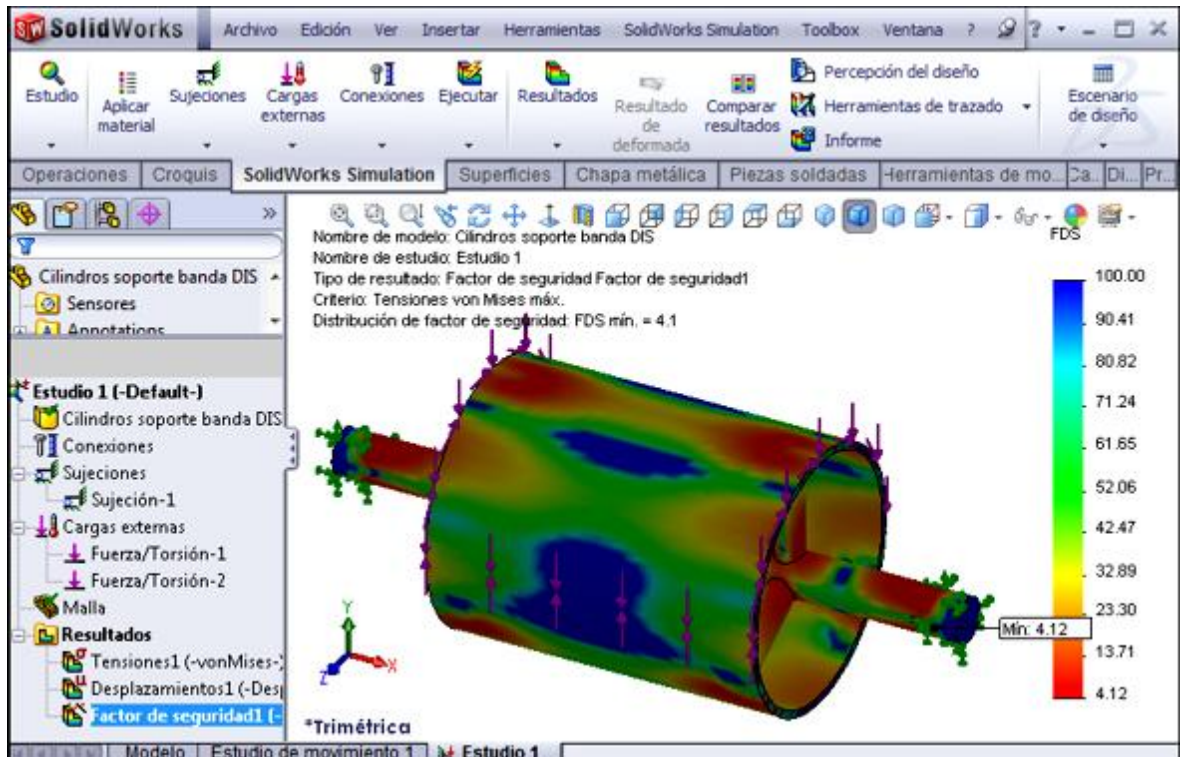 SW SolidWorks Archivo Edición Ver Insertar Herramientas SolidWorks Simulation Toolbox Ventana ? ?
Estudio
Aplicar material
Sujeciones
Cargas externas
Conexiones
Ejecutar
Resultados
Resultado de deformada
Comparar resultados
Percepción del diseño
Herramientas de trazado
Informe
Escenario de diseño
Operaciones Croquis SolidWorks Simulation Superficies Chapa metálica Piezas soldadas Herramientas de mo... Ca... Di... Pr...
Cilindros soporte banda DIS
Sensores
Annotations
Estudio 1 (-Default-)
Cilindros soporte banda DIS
Conexiones
Sujeciones
Sujeción-1
Cargas externas
Fuerza/Torsión-1
Fuerza/Torsión-2
Malla
Resultados
Tensiones1 (-vonMises-)
Desplazamientos1 (-Desp
Factor de seguridad1 (-
Nombre de modelo: Cilindros soporte banda DIS
Nombre de estudio: Estudio 1
Tipo de resultado: Factor de seguridad Factor de seguridad1
Criterio: Tensiones von Mises máx.
Distribución de factor de seguridad: FDS mín. = 4.1
FDS
100.00
90.41
80.82
71.24
61.65
52.06
42.47
32.89
23.30
13.71
4.12
Mín: 4.12
Y
X
Z
*Trimétrica
Modelo Estudio de movimiento 1 Estudio 1